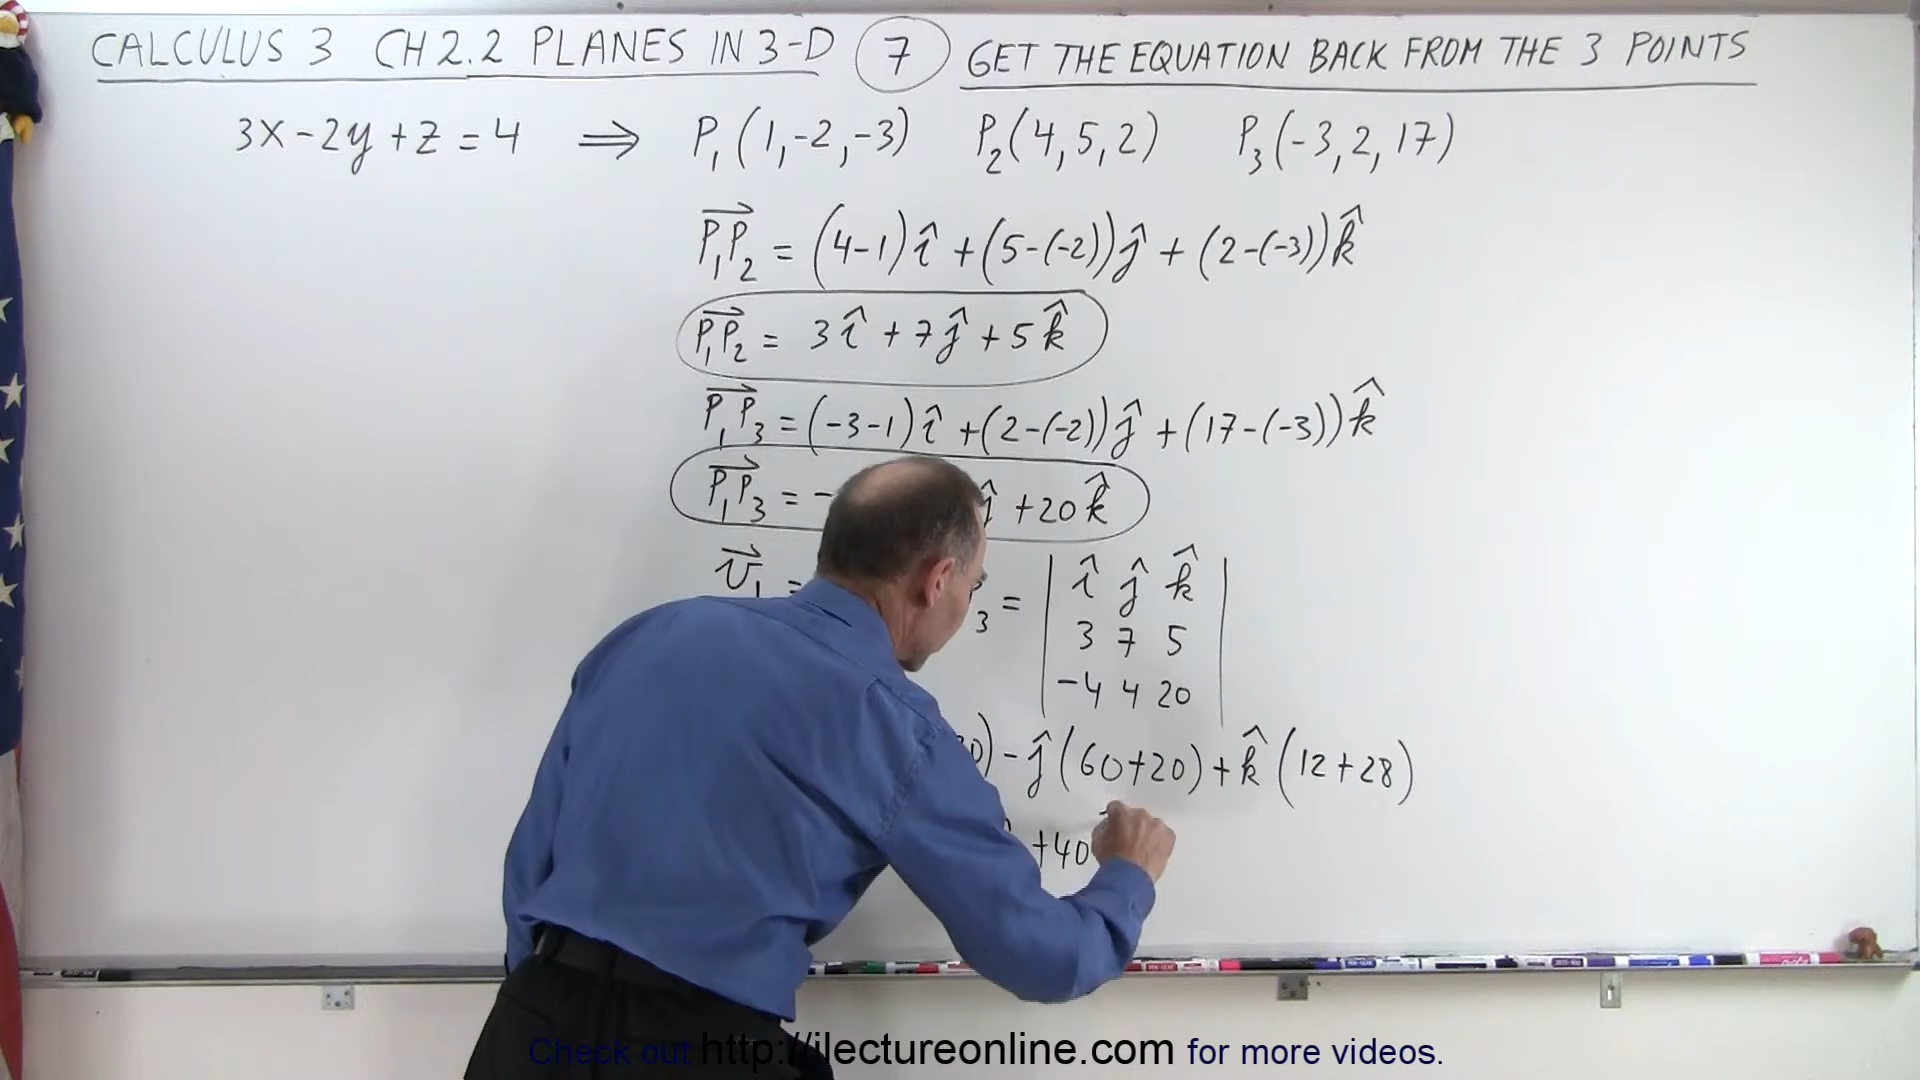 CALCULUS 3 CH 2.2 PLANES IN 3-D 7 GET THE EQUATION BACK FROM THE 3 POINTS
3x-2y+z=4 ⇒ P₁(1,-2,-3) P₂(4,5,2) P₃(-3,2,17)
P₁P₂ = (4-1)î+(5-(-2))ĵ+(2-(-3))k̂
P₁P₂ = 3î+7ĵ+5k̂
P₁P₃ = (-3-1)î+(2-(-2))ĵ+(17-(-3))k̂
P₁P₃ = - +20k̂
î ĵ k̂
v₁ = ₃ =
3 7 5
-4 4 20
)-ĵ(60+20)+k̂(12+28)
+40
Check out http://ilectureonline.com for more videos.